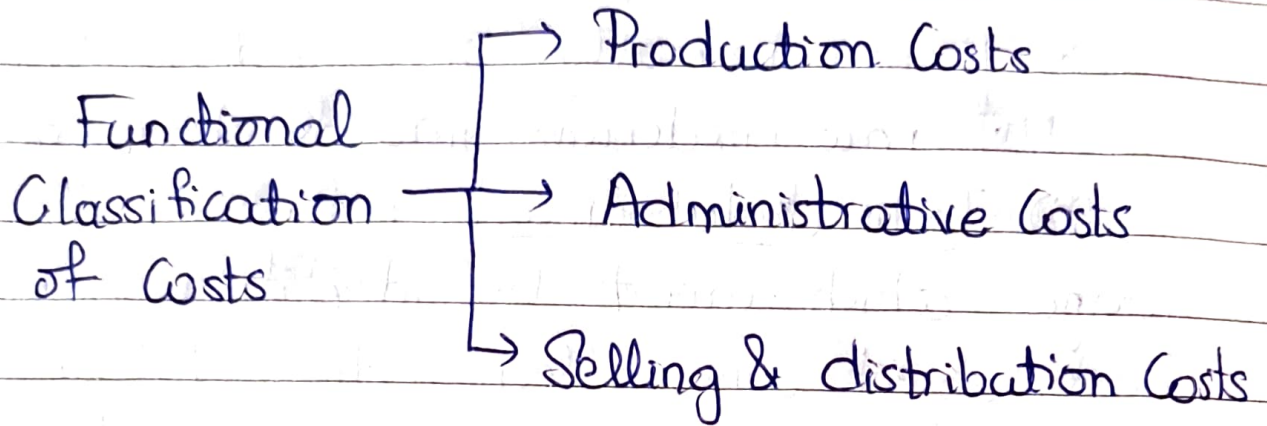 Production Costs
Functional
Classification
of Costs
Administrative Costs
Selling & distribution Costs